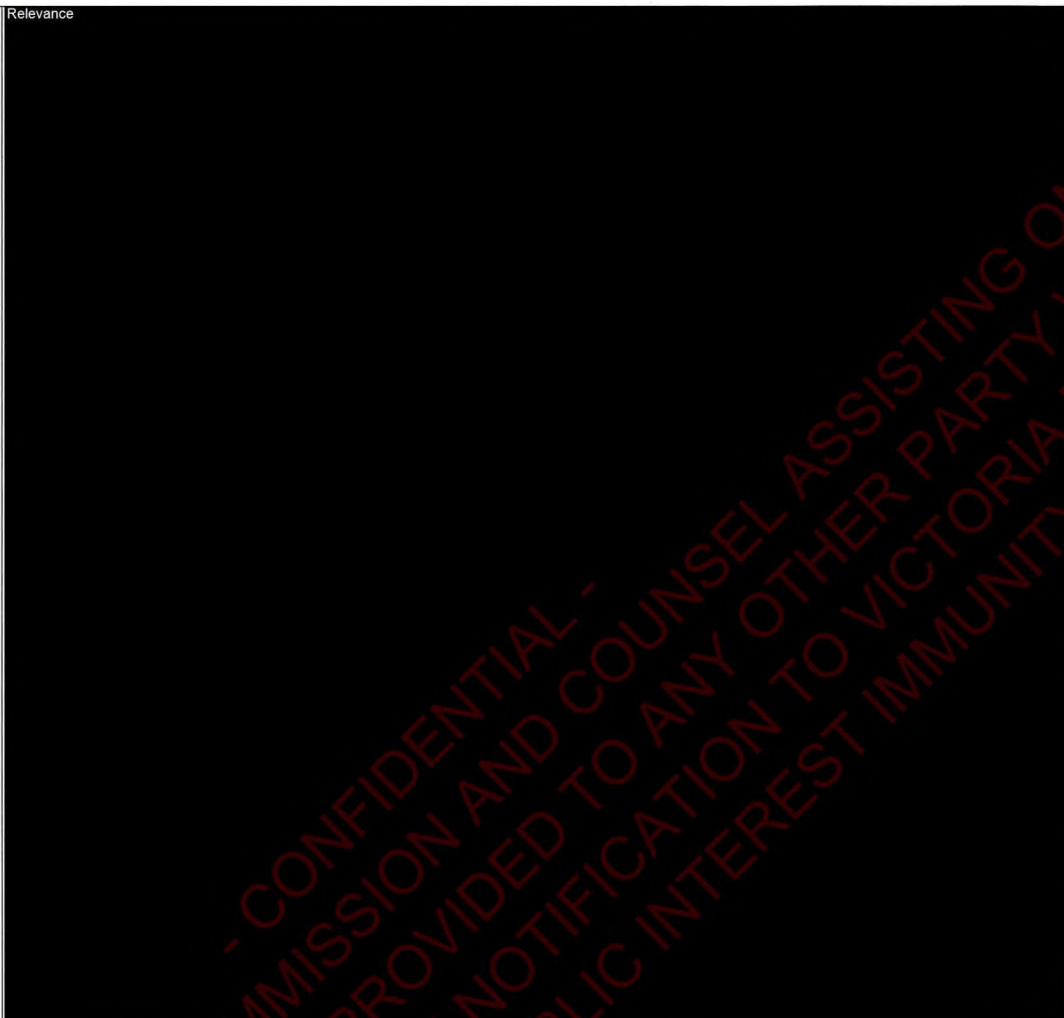 Relevance
- CONFIDENTIAL -
AND COUNSEL ASSISTING
PROVIDED TO ANY OTHER PARTY
NOTIFICATION TO VICTORIA
INTEREST IMMUNITY